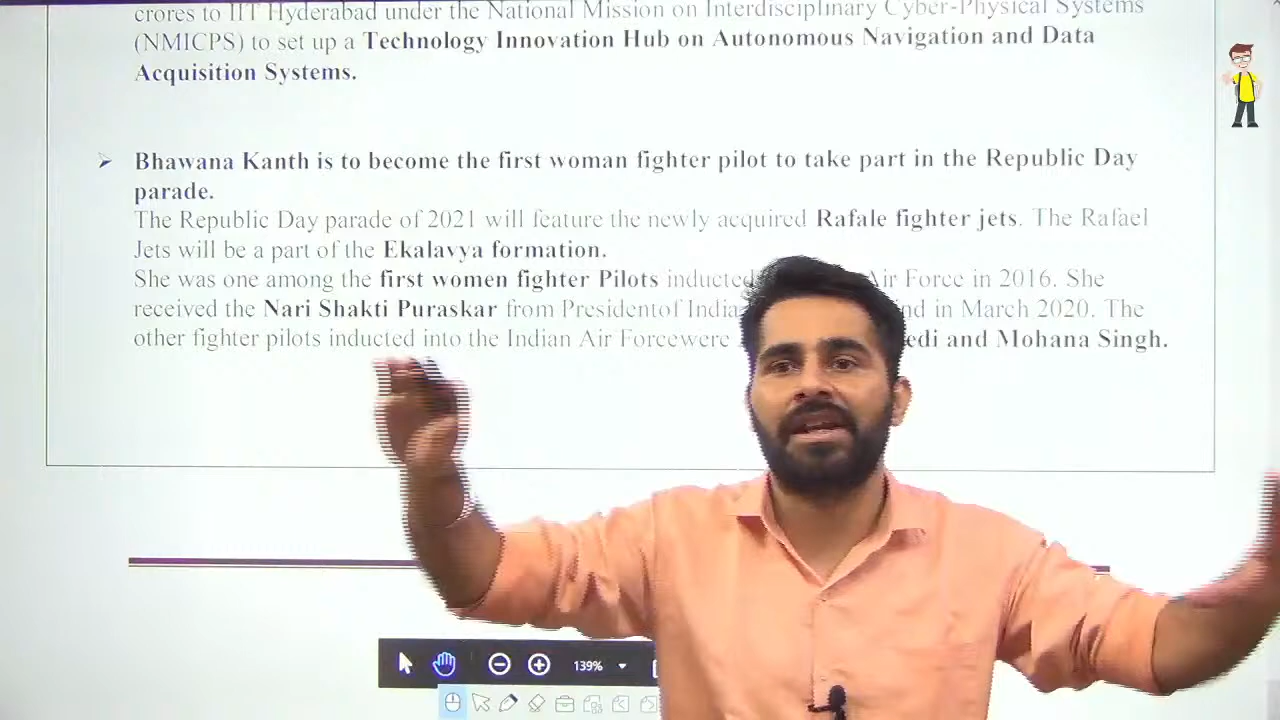 crores to IIT Hyderabad under the National Mission on Interdisciplinary Cyber-Physical Systems
(NMICPS) to set up a Technology Innovation Hub on Autonomous Navigation and Data
Acquisition Systems.
➤ Bhawana Kanth is to become the first woman fighter pilot to take part in the Republic Day
parade.
The Republic Day parade of 2021 will feature the newly acquired Rafale fighter jets. The Rafael
Jets will be a part of the Ekalavya formation.
She was one among the first women fighter Pilots inducted Air Force in 2016. She
received the Nari Shakti Puraskar from Presidentof India nd in March 2020. The
other fighter pilots inducted into the Indian Air Forcewere edi and Mohana Singh.
139%